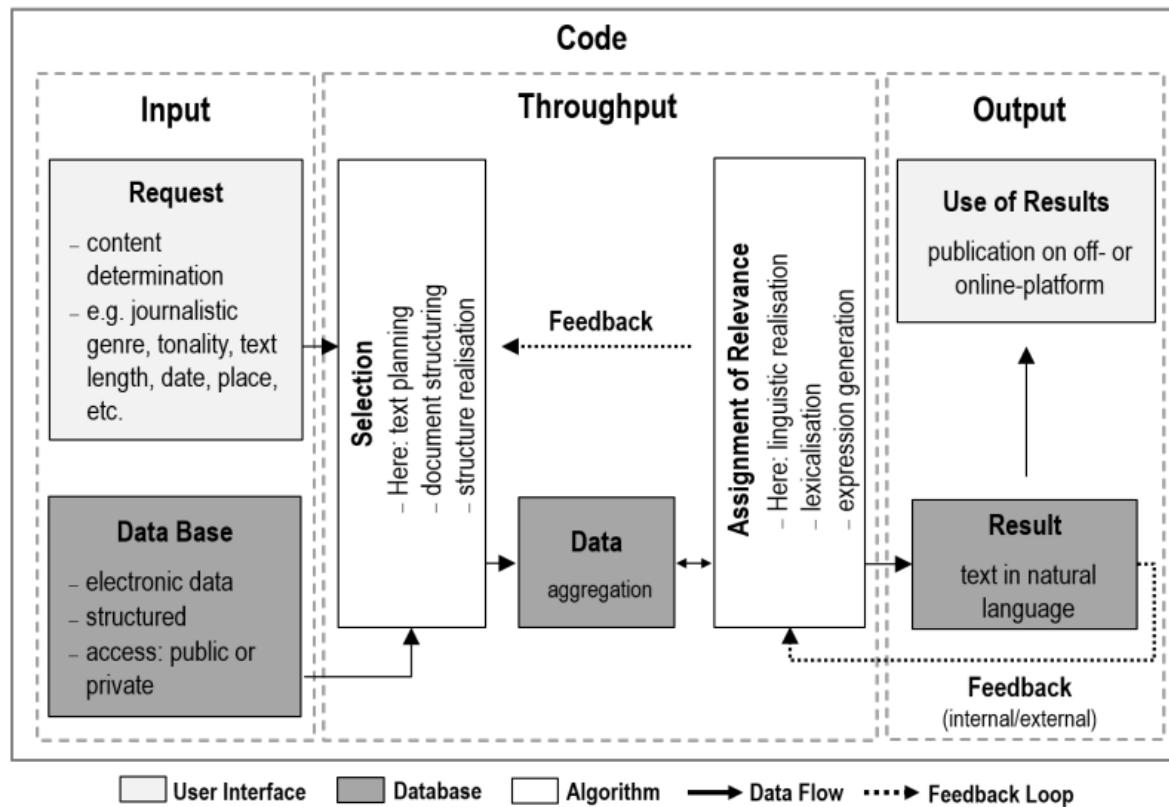 Code
Input
Request
– content
determination
– e.g. journalistic
genre, tonality, text
length, date, place,
etc.
Data Base
– electronic data
– structured
– access: public or
private
Throughput
Selection
– Here: text planning
– document structuring
– structure realisation
Feedback
Data
aggregation
Assignment of Relevance
– Here: linguistic realisation
– lexicalisation
– expression generation
Output
Use of Results
publication on off- or
online-platform
Result
text in natural
language
Feedback
(internal/external)
User Interface
Database
Algorithm
Data Flow
Feedback Loop